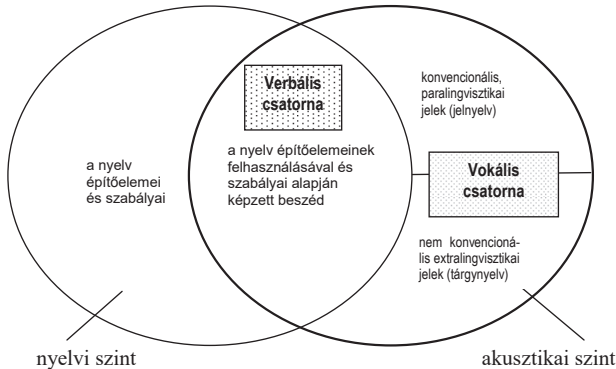 Verbális
csatorna
a nyelv építőelemeinek
felhasználásával és
szabályai alapján
képzett beszéd
a nyelv
építőelemei
és szabályai
konvencionális,
paralingvisztikai
jelek (jelnyelv)
Vokális
csatorna
nem konvencioná-
lis extralingvisztikai
jelek (tárgynyelv)
nyelvi szint
akusztikai szint